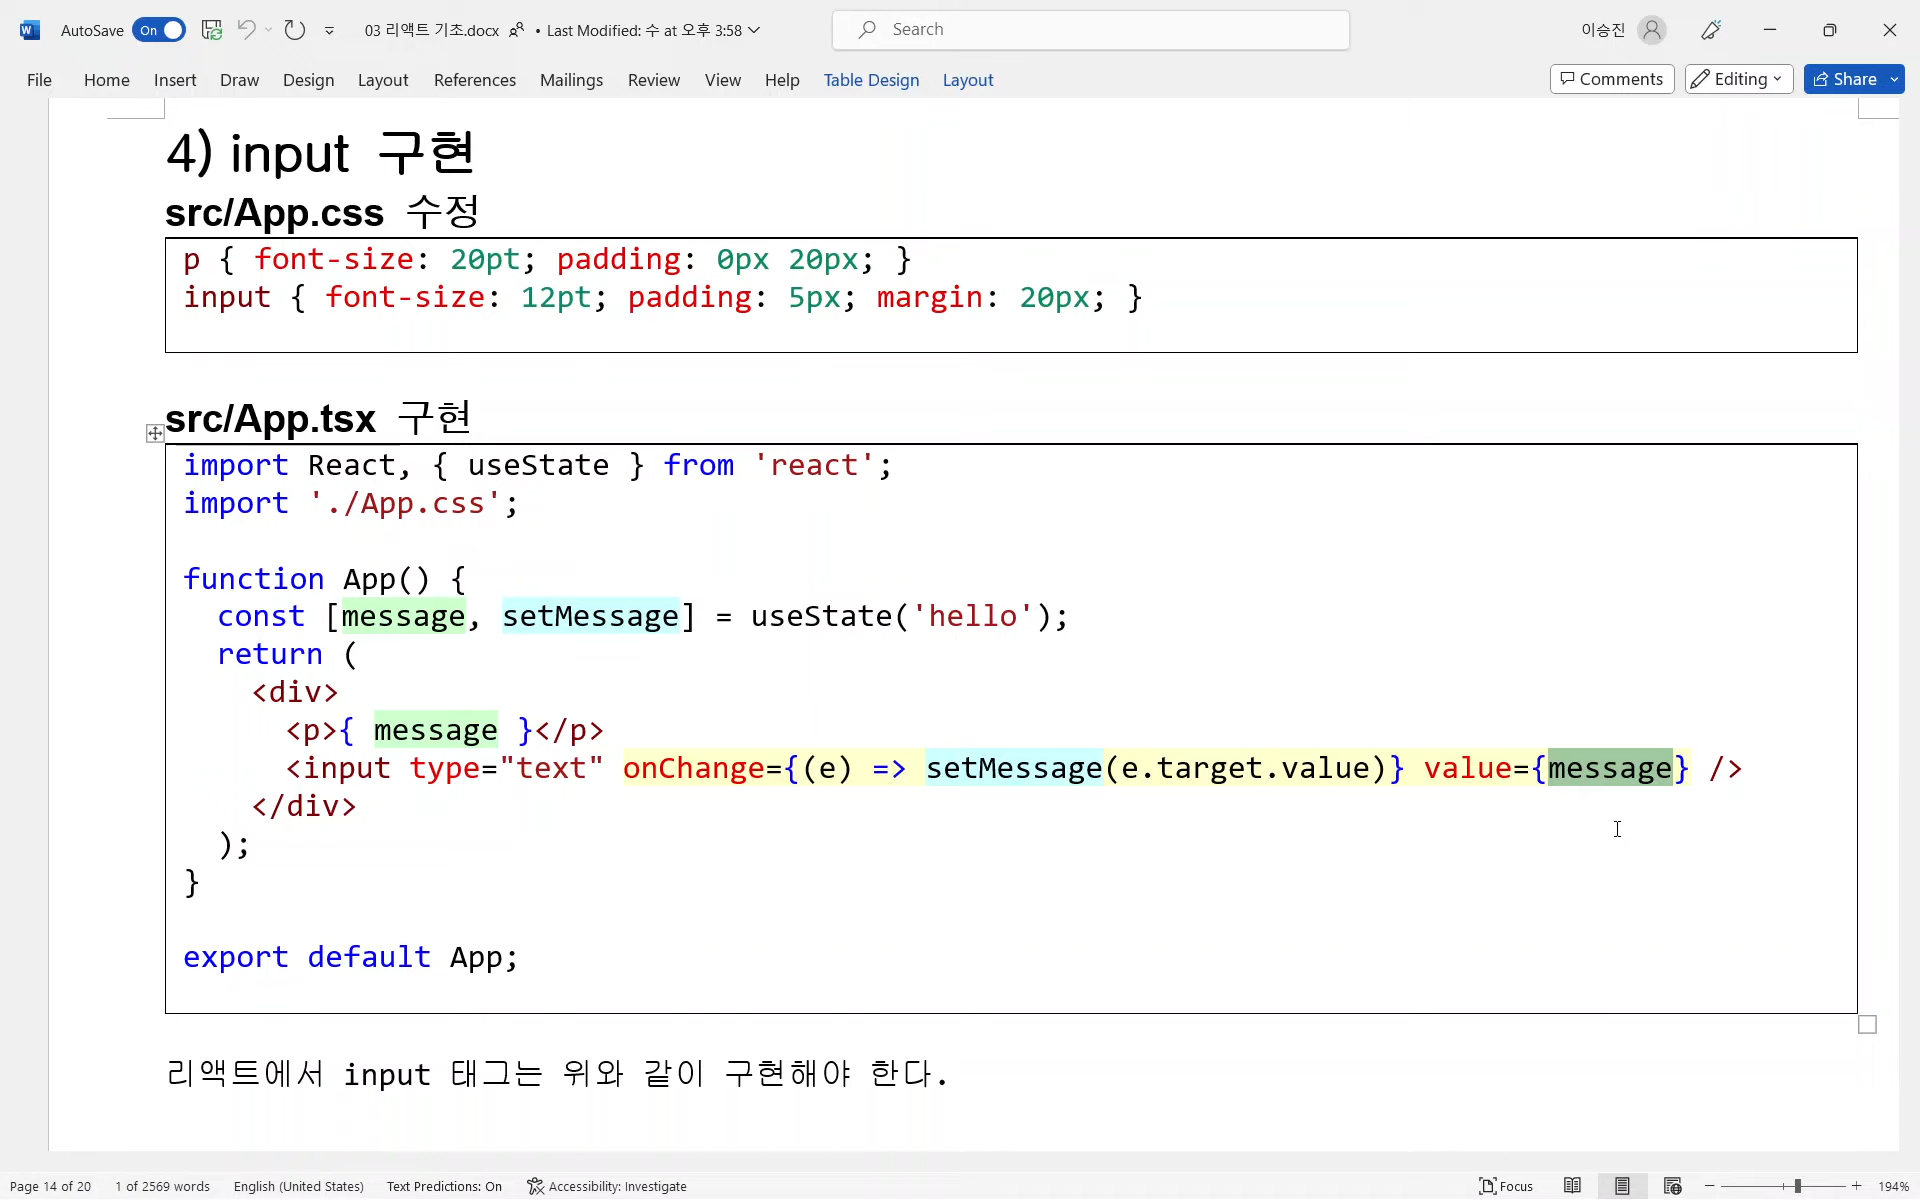 AutoSave On 03 리액트 기초.docx • Last Modified: 수 at 오후 3:58 Search 이승진
File Home Insert Draw Design Layout References Mailings Review View Help Table Design Layout Comments Editing Share
4) input 구현
src/App.css 수정
p { font-size: 20pt; padding: 0px 20px; }
input { font-size: 12pt; padding: 5px; margin: 20px; }
src/App.tsx 구현
import React, { useState } from 'react';
import './App.css';
function App() {
const [message, setMessage] = useState('hello');
return (
<div>
<p>{ message }</p>
<input type="text" onChange={(e) => setMessage(e.target.value)} value={message} />
</div>
);
}
export default App;
리액트에서 input 태그는 위와 같이 구현해야 한다.
Page 14 of 20 1 of 2569 words English (United States) Text Predictions: On Accessibility: Investigate Focus 194%